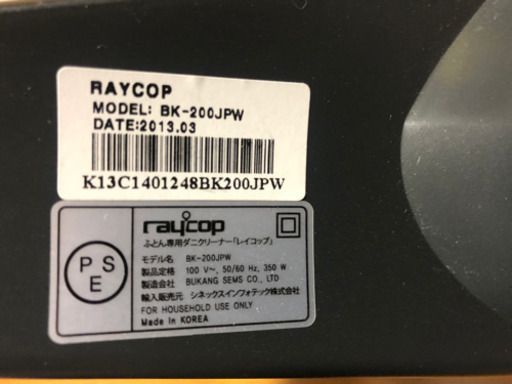 RAYCOP
MODEL: BK-200JPW
DATE:2013.03
K13C1401248BK200JPW
raycop
ふとん専用ダニクリーナー「レイコップ」
PSE
モデル名 BK-200JPW
製品定格 100 V~, 50/60 Hz, 350 W
製造会社 BUKANG SEMS CO., LTD
輸入販売元 シネックスインフォテック株式会社
FOR HOUSEHOLD USE ONLY
Made in KOREA